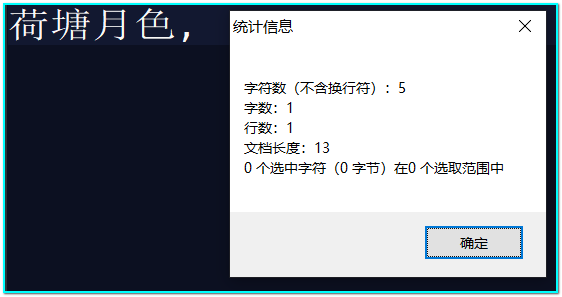 荷塘月色,
统计信息
字符数（不含换行符）：5
字数：1
行数：1
文档长度：13
0 个选中字符（0 字节）在0 个选取范围中
确定